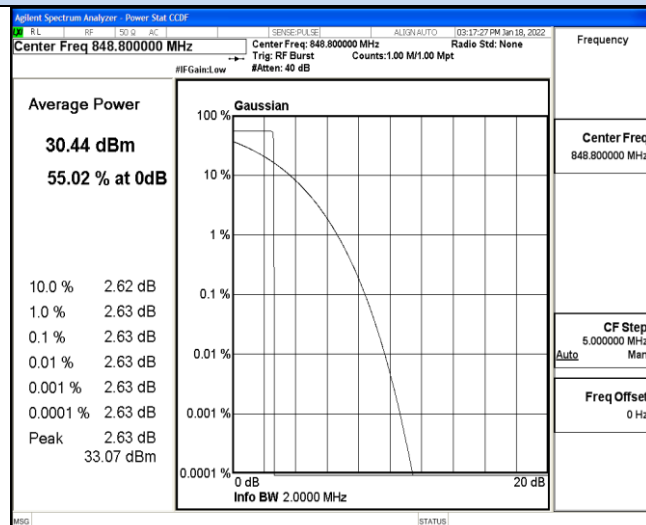 Agilent Spectrum Analyzer - Power Stat CCDF
RL RF 50 Ω AC SENSE:PULSE ALIGN AUTO 03:17:27 PM Jan 18, 2022
Center Freq 848.800000 MHz
Center Freq: 848.800000 MHz Radio Std: None
Trig: RF Burst Counts:1.00 M/1.00 Mpt
#IFGain:Low #Atten: 40 dB
Frequency
Average Power
30.44 dBm
55.02 % at 0dB
10.0 % 2.62 dB
1.0 % 2.63 dB
0.1 % 2.63 dB
0.01 % 2.63 dB
0.001 % 2.63 dB
0.0001 % 2.63 dB
Peak 2.63 dB
33.07 dBm
Gaussian
100 %
10 %
1 %
0.1 %
0.01 %
0.001 %
0.0001 %
0 dB 20 dB
Info BW 2.0000 MHz
Center Freq
848.800000 MHz
CF Step
5.000000 MHz
Auto Man
Freq Offset
0 Hz
MSG STATUS